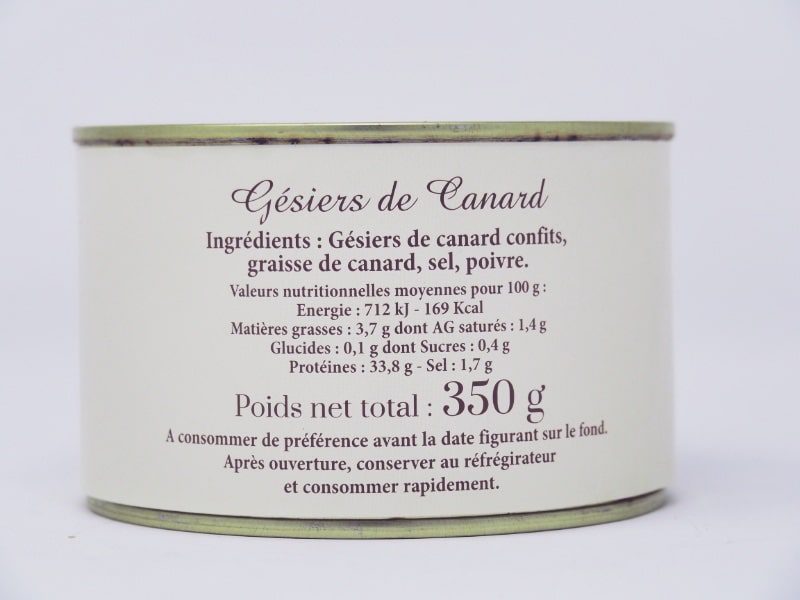 Gésiers de Canard
Ingrédients : Gésiers de canard confits,
graisse de canard, sel, poivre.
Valeurs nutritionnelles moyennes pour 100 g :
Energie : 712 kJ - 169 Kcal
Matières grasses : 3,7 g dont AG saturés : 1,4 g
Glucides : 0,1 g dont Sucres : 0,4 g
Protéines : 33,8 g - Sel : 1,7 g
Poids net total : 350 g
A consommer de préférence avant la date figurant sur le fond.
Après ouverture, conserver au réfrégirateur
et consommer rapidement.